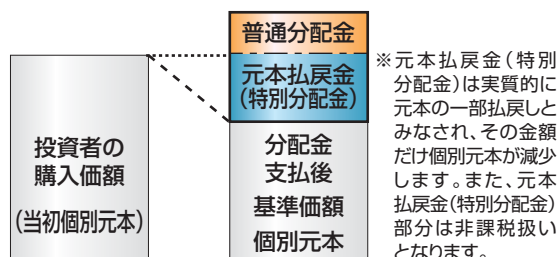 普通分配金
元本払戻金
(特別分配金)
投資者の
購入価額
(当初個別元本)
分配金
支払後
基準価額
個別元本
※元本払戻金(特別
分配金)は実質的に
元本の一部払戻しと
みなされ、その金額
だけ個別元本が減少
します。また、元本
払戻金(特別分配金)
部分は非課税扱い
となります。